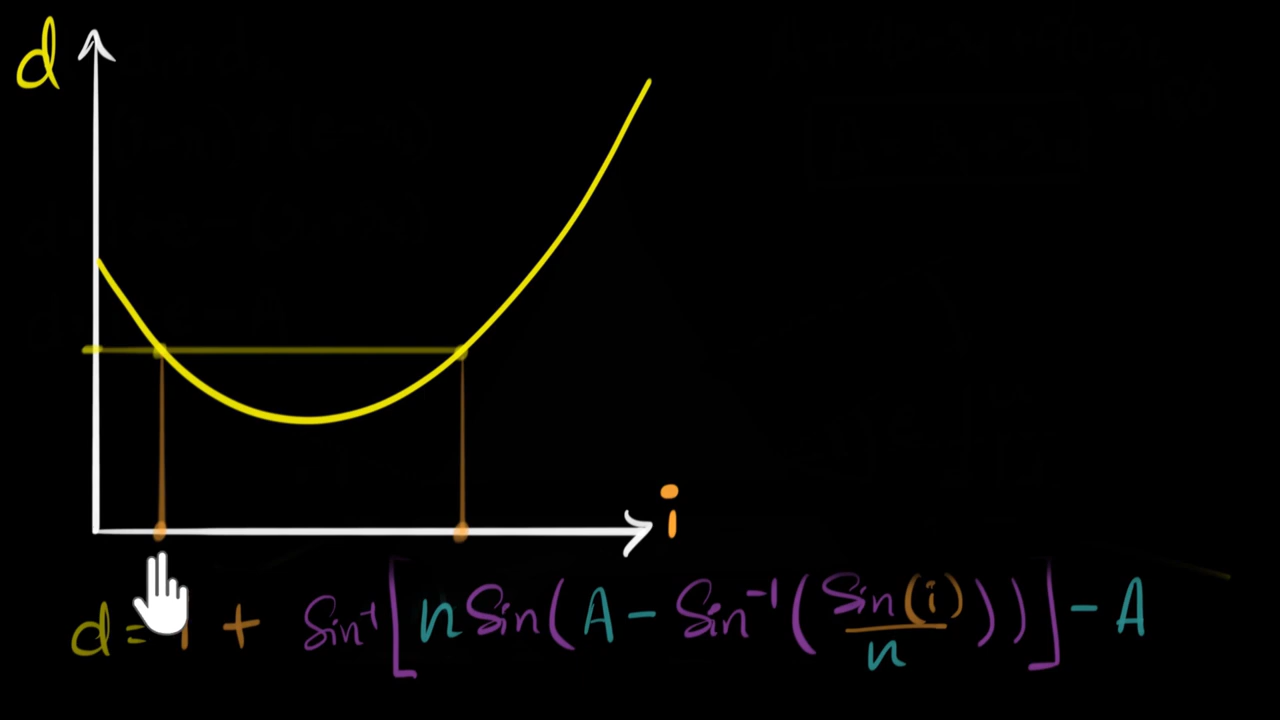 d
i
d = i + Sin⁻¹[n Sin(A - Sin⁻¹(Sin(i)/n))] - A